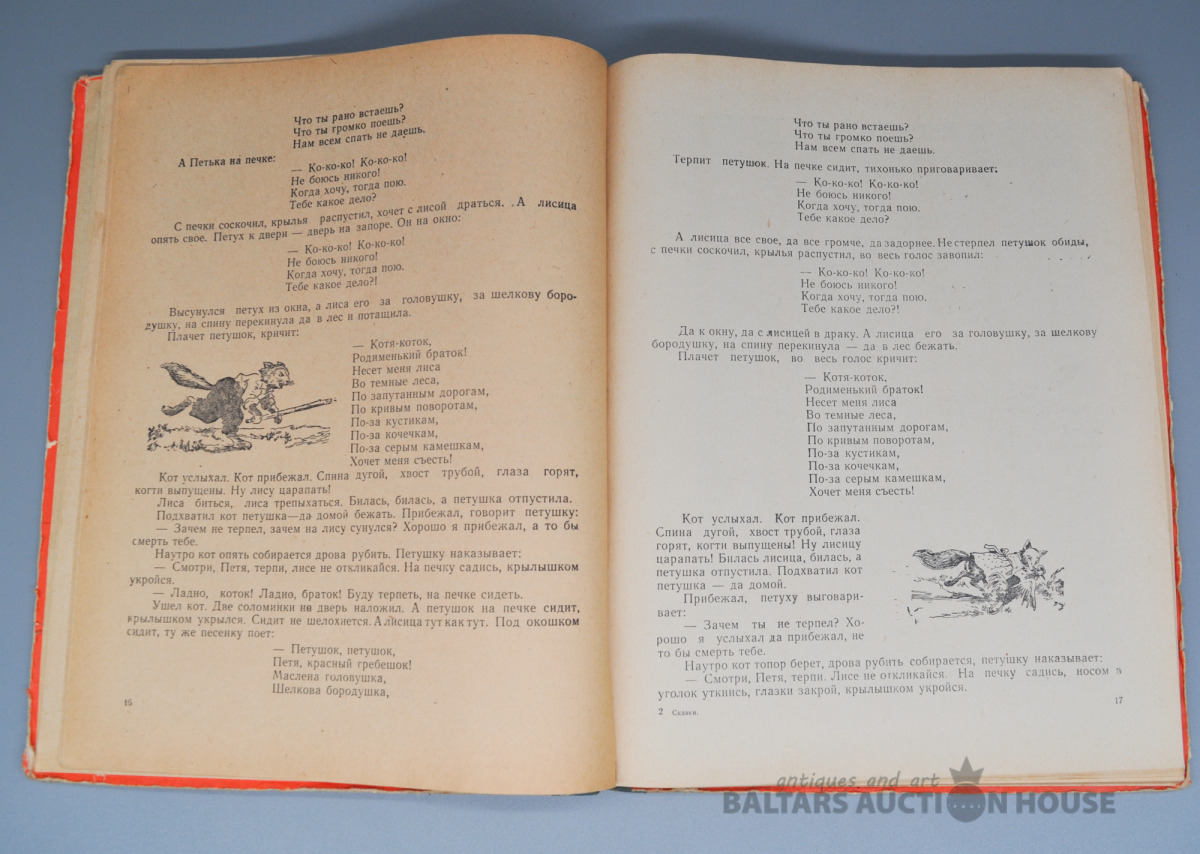 Что ты рано встаешь?
Что ты громко поешь?
Нам всем спать не даешь.
А Петька на печке:
— Ко-ко-ко! Ко-ко-ко!
Не боюсь никого!
Когда хочу, тогда пою.
Тебе какое дело?
С печки соскочил, крылья распустил, хочет с лисой драться. А лисица
опять свое. Петух к двери — дверь на запоре. Он на окно:
— Ко-ко-ко! Ко-ко-ко!
Не боюсь никого!
Когда хочу, тогда пою.
Тебе какое дело?!
Высунулся петух из окна, а лиса его за головушку, за шелкову боро-
душку, на спину перекинула да в лес и потащила.
Плачет петушок, кричит:
— Котя-коток,
Родименький браток!
Несет меня лиса
Во темные леса,
По запутанным дорогам,
По кривым поворотам,
По-за кустикам,
По-за кочечкам,
По-за серым камешкам,
Хочет меня съесть!
Кот услыхал. Кот прибежал. Спина дугой, хвост трубой, глаза горят,
когти выпущены. Ну лису царапать!
Лиса биться, лиса трепыхаться. Билась, билась, а петушка отпустила.
Подхватил кот петушка—да домой бежать. Прибежал, говорит петушку:
— Зачем не терпел, зачем на лису сунулся? Хорошо я прибежал, а то бы
смерть тебе.
Наутро кот опять собирается дрова рубить. Петушку наказывает:
— Смотри, Петя, терпи, лисе не откликайся. На печку садись, крылышком
укройся.
— Ладно, коток! Ладно, браток! Буду терпеть, на печке сидеть.
Ушел кот. Две соломинки на дверь наложил. А петушок на печке сидит,
крылышком укрылся. Сидит не шелохнется. А лисица тут как тут. Под окошком
сидит, ту же песенку поет:
— Петушок, петушок,
Петя, красный гребешок!
Маслена головушка,
Шелкова бородушка,
16
Что ты рано встаешь?
Что ты громко поешь?
Нам всем спать не даешь.
Терпит петушок. На печке сидит, тихонько приговаривает:
— Ко-ко-ко! Ко-ко-ко!
Не боюсь никого!
Когда хочу, тогда пою.
Тебе какое дело?
А лисица все свое, да все громче, да задорнее. Не стерпел петушок обиды,
с печки соскочил, крылья распустил, во весь голос завопил:
— Ко-ко-ко! Ко-ко-ко!
Не боюсь никого!
Когда хочу, тогда пою.
Тебе какое дело?!
Да к окну, да с лисицей в драку. А лисица его за головушку, за шелкову
бородушку, на спину перекинула — да в лес бежать.
Плачет петушок, во весь голос кричит:
— Котя-коток,
Родименький браток!
Несет меня лиса
Во темные леса,
По запутанным дорогам,
По кривым поворотам,
По-за кустикам,
По-за кочечкам,
По-за серым камешкам,
Хочет меня съесть!
Кот услыхал. Кот прибежал.
Спина дугой, хвост трубой, глаза
горят, когти выпущены! Ну лисицу
царапать! Билась лисица, билась, а
петушка отпустила. Подхватил кот
петушка — да домой.
Прибежал, петуху выговари-
вает:
— Зачем ты не терпел? Хо-
рошо я услыхал да прибежал, не
то бы смерть тебе.
Наутро кот топор берет, дрова рубить собирается, петушку наказывает:
— Смотри, Петя, терпи. Лисе не откликайся. На печку садись, носом в
уголок уткнись, глазки закрой, крылышком укройся.
2 Сказки.
17
antiques and art
BALTARS AUCTION HOUSE